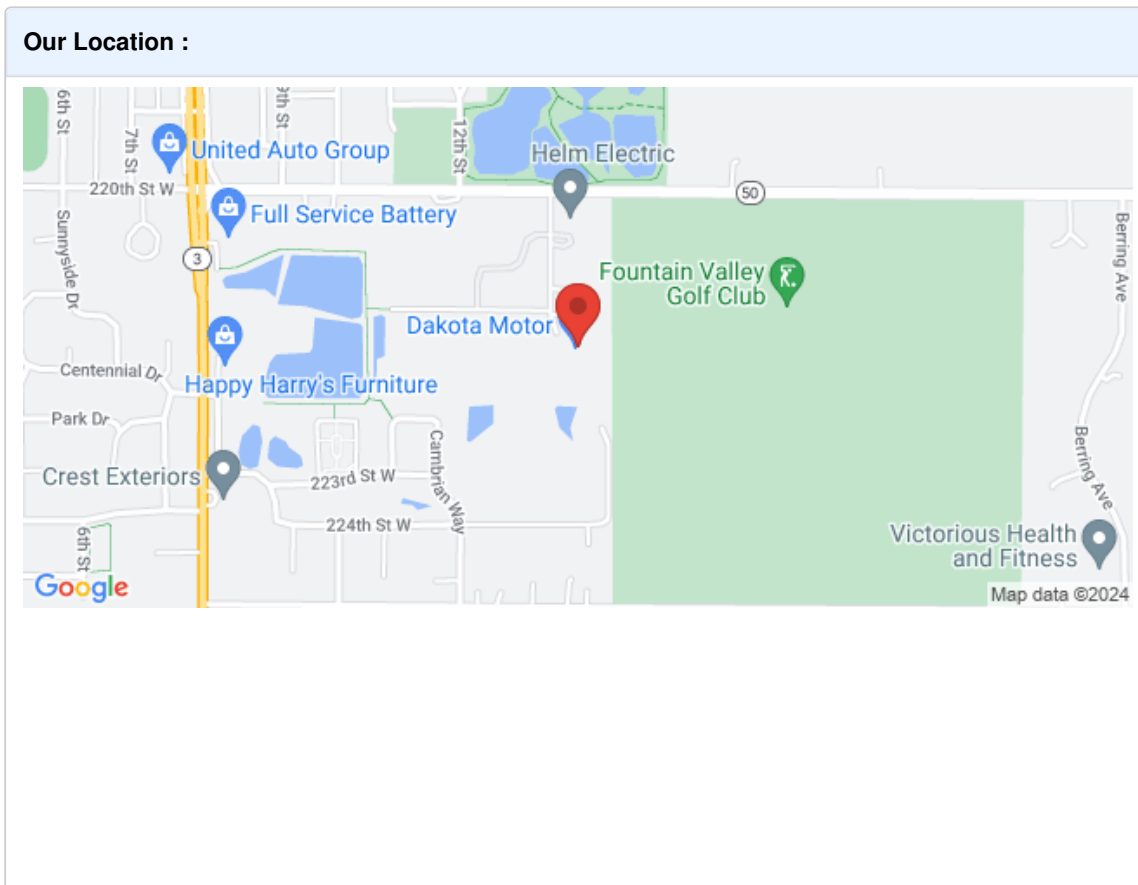 Our Location :
6th St
7th St
9th St
12th St
United Auto Group
Helm Electric
220th St W
50
Full Service Battery
Sunnyside Dr
3
Fountain Valley
Golf Club
Berring Ave
Dakota Motor
Centennial Dr
Happy Harry's Furniture
Park Dr
Cambrian Way
Berring Ave
Crest Exteriors
223rd St W
224th St W
6th St
Victorious Health
and Fitness
Google
Map data ©2024